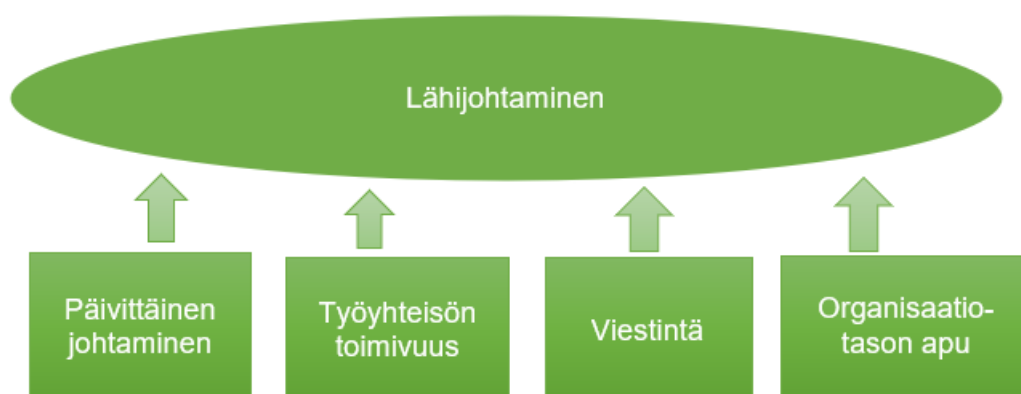 Lähijohtaminen
Päivittäinen
johtaminen
Työyhteisön
toimivuus
Viestintä
Organisaatio-
tason apu